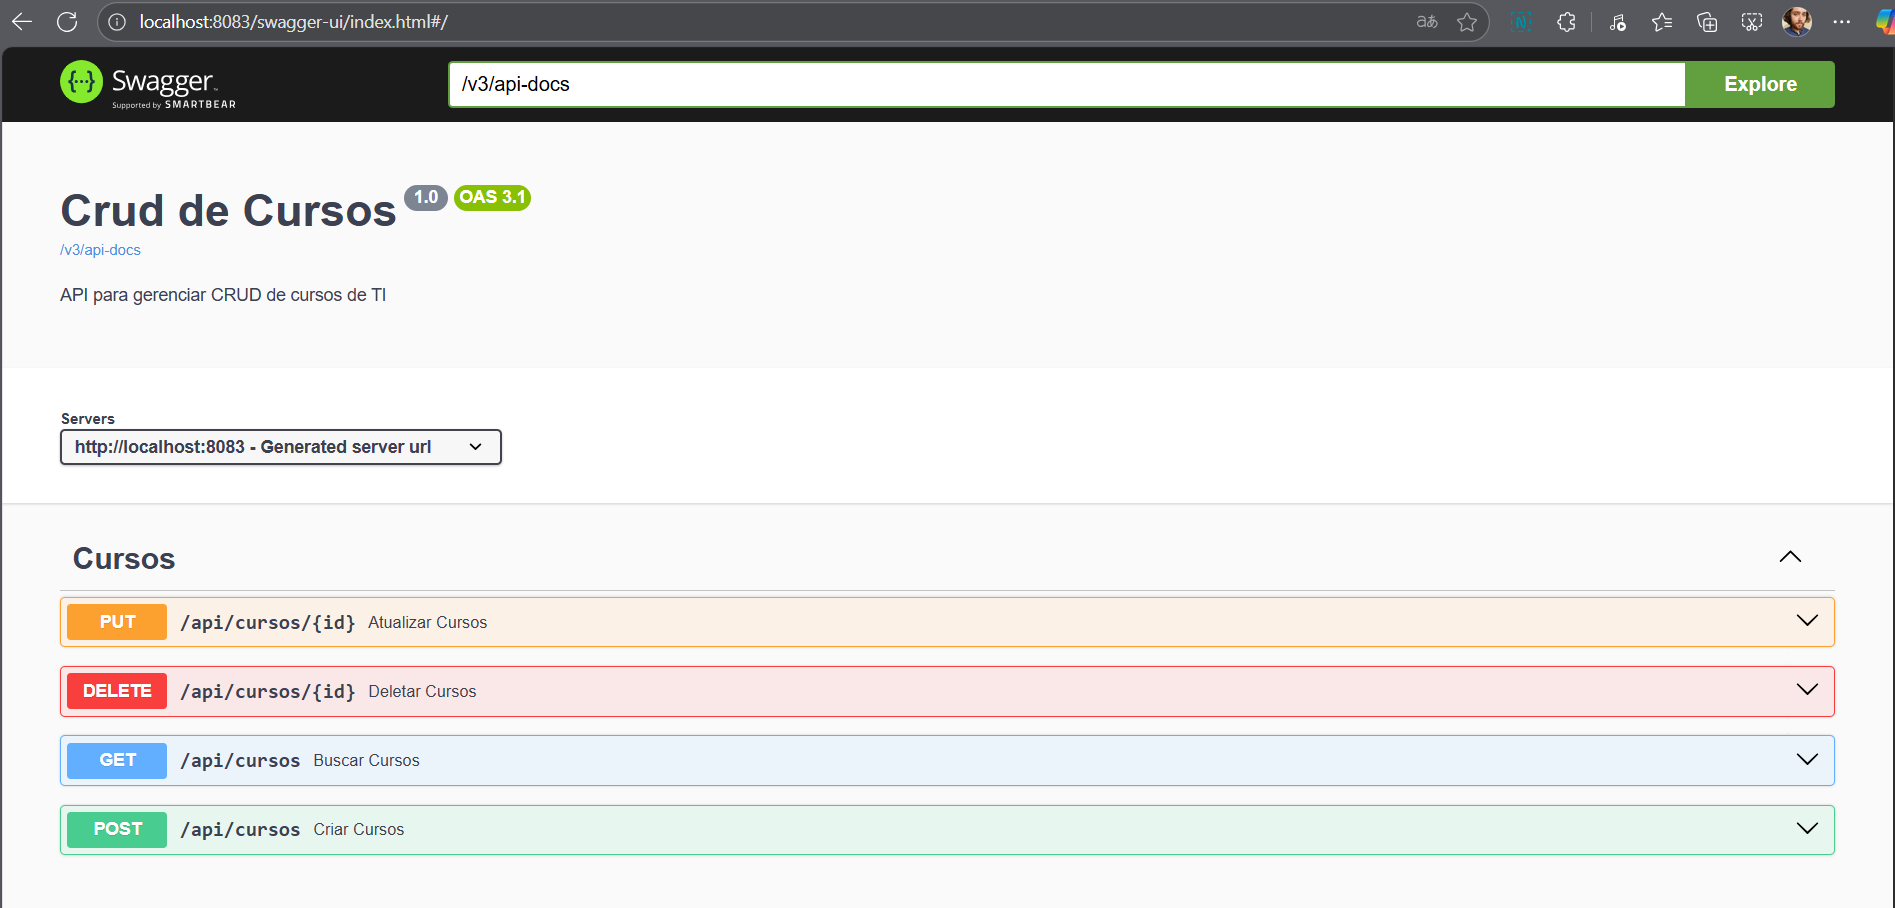 localhost:8083/swagger-ui/index.html#/
Swagger
Supported by SMARTBEAR
/v3/api-docs
Explore
Crud de Cursos 1.0 OAS 3.1
/v3/api-docs
API para gerenciar CRUD de cursos de TI
Servers
http://localhost:8083 - Generated server url
Cursos
PUT /api/cursos/{id} Atualizar Cursos
DELETE /api/cursos/{id} Deletar Cursos
GET /api/cursos Buscar Cursos
POST /api/cursos Criar Cursos